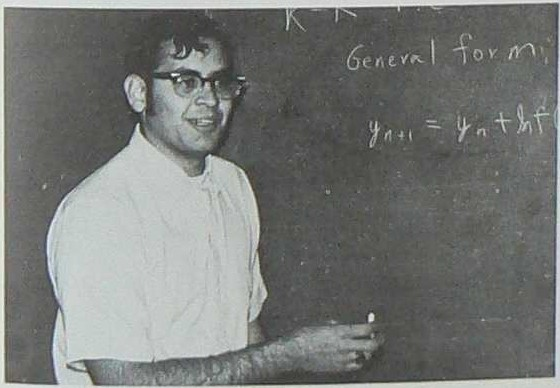 General form
yₙ₊₁ = yₙ + hf